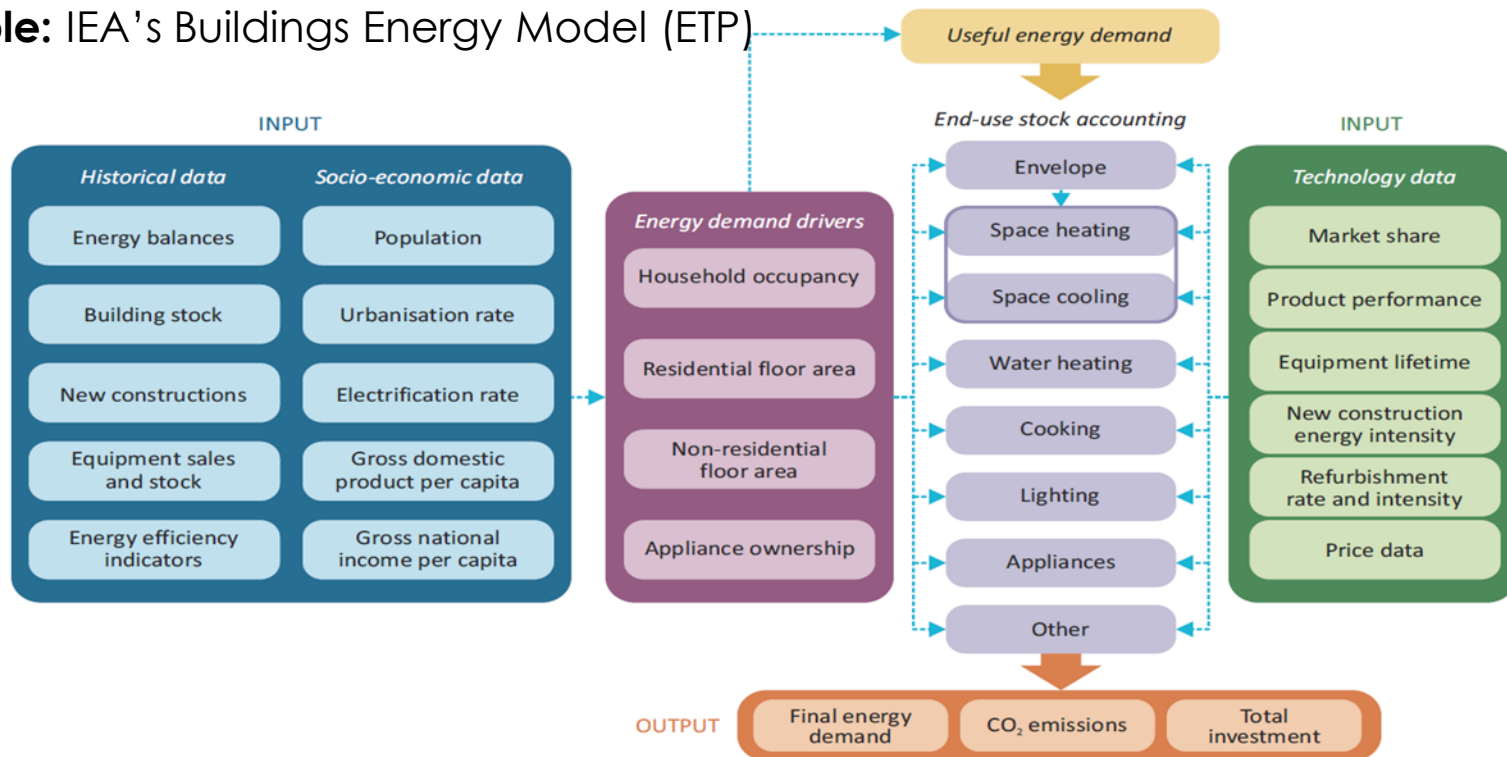 ole: IEA's Buildings Energy Model (ETP)
Useful energy demand
INPUT
Historical data
Energy balances
Building stock
New constructions
Equipment sales
and stock
Energy efficiency
indicators
Socio-economic data
Population
Urbanisation rate
Electrification rate
Gross domestic
product per capita
Gross national
income per capita
Energy demand drivers
Household occupancy
Residential floor area
Non-residential
floor area
Appliance ownership
End-use stock accounting
Envelope
Space heating
Space cooling
Water heating
Cooking
Lighting
Appliances
Other
INPUT
Technology data
Market share
Product performance
Equipment lifetime
New construction
energy intensity
Refurbishment
rate and intensity
Price data
OUTPUT
Final energy
demand
CO₂ emissions
Total
investment